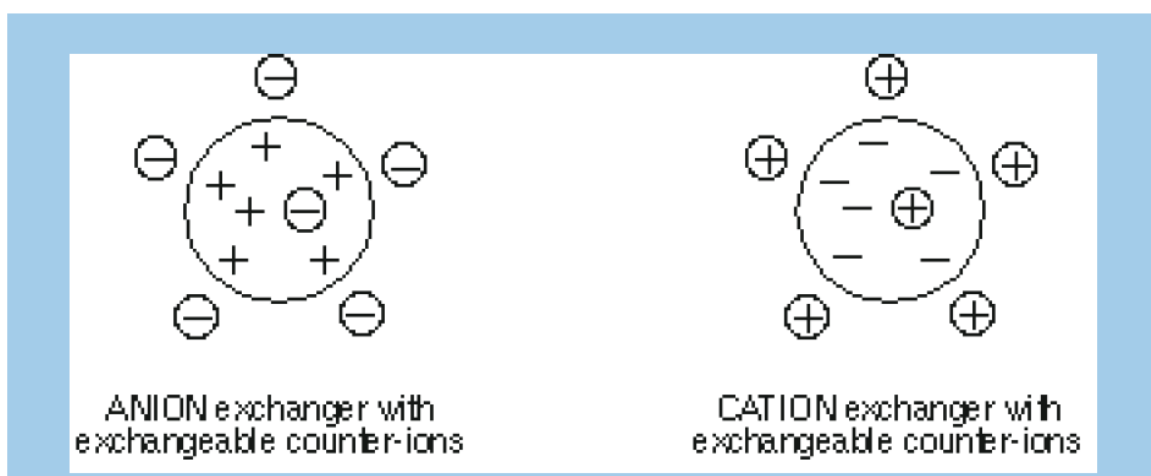 ANION exchanger with
exchangeable counter-ions
CATION exchanger with
exchangeable counter-ions